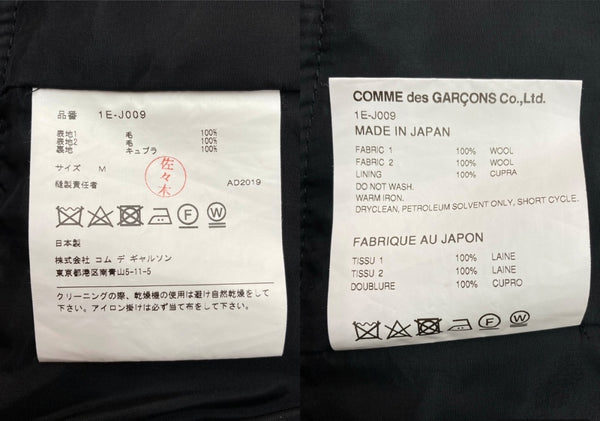 品番 1E-J009
表地1 毛 100%
表地2 毛 100%
裏地 キュプラ 100%
サイズ M
縫製責任者
佐々木
AD2019
日本製
株式会社 コム デ ギャルソン
東京都港区南青山5-11-5
クリーニングの際、乾燥機の使用は避け自然乾燥をして
下さい。アイロン掛けは必ず当て布をして下さい。
COMME des GARÇONS Co.,Ltd.
1E-J009
MADE IN JAPAN
FABRIC 1 100% WOOL
FABRIC 2 100% WOOL
LINING 100% CUPRA
DO NOT WASH.
WARM IRON.
DRYCLEAN, PETROLEUM SOLVENT ONLY, SHORT CYCLE.
FABRIQUE AU JAPON
TISSU 1 100% LAINE
TISSU 2 100% LAINE
DOUBLURE 100% CUPRO